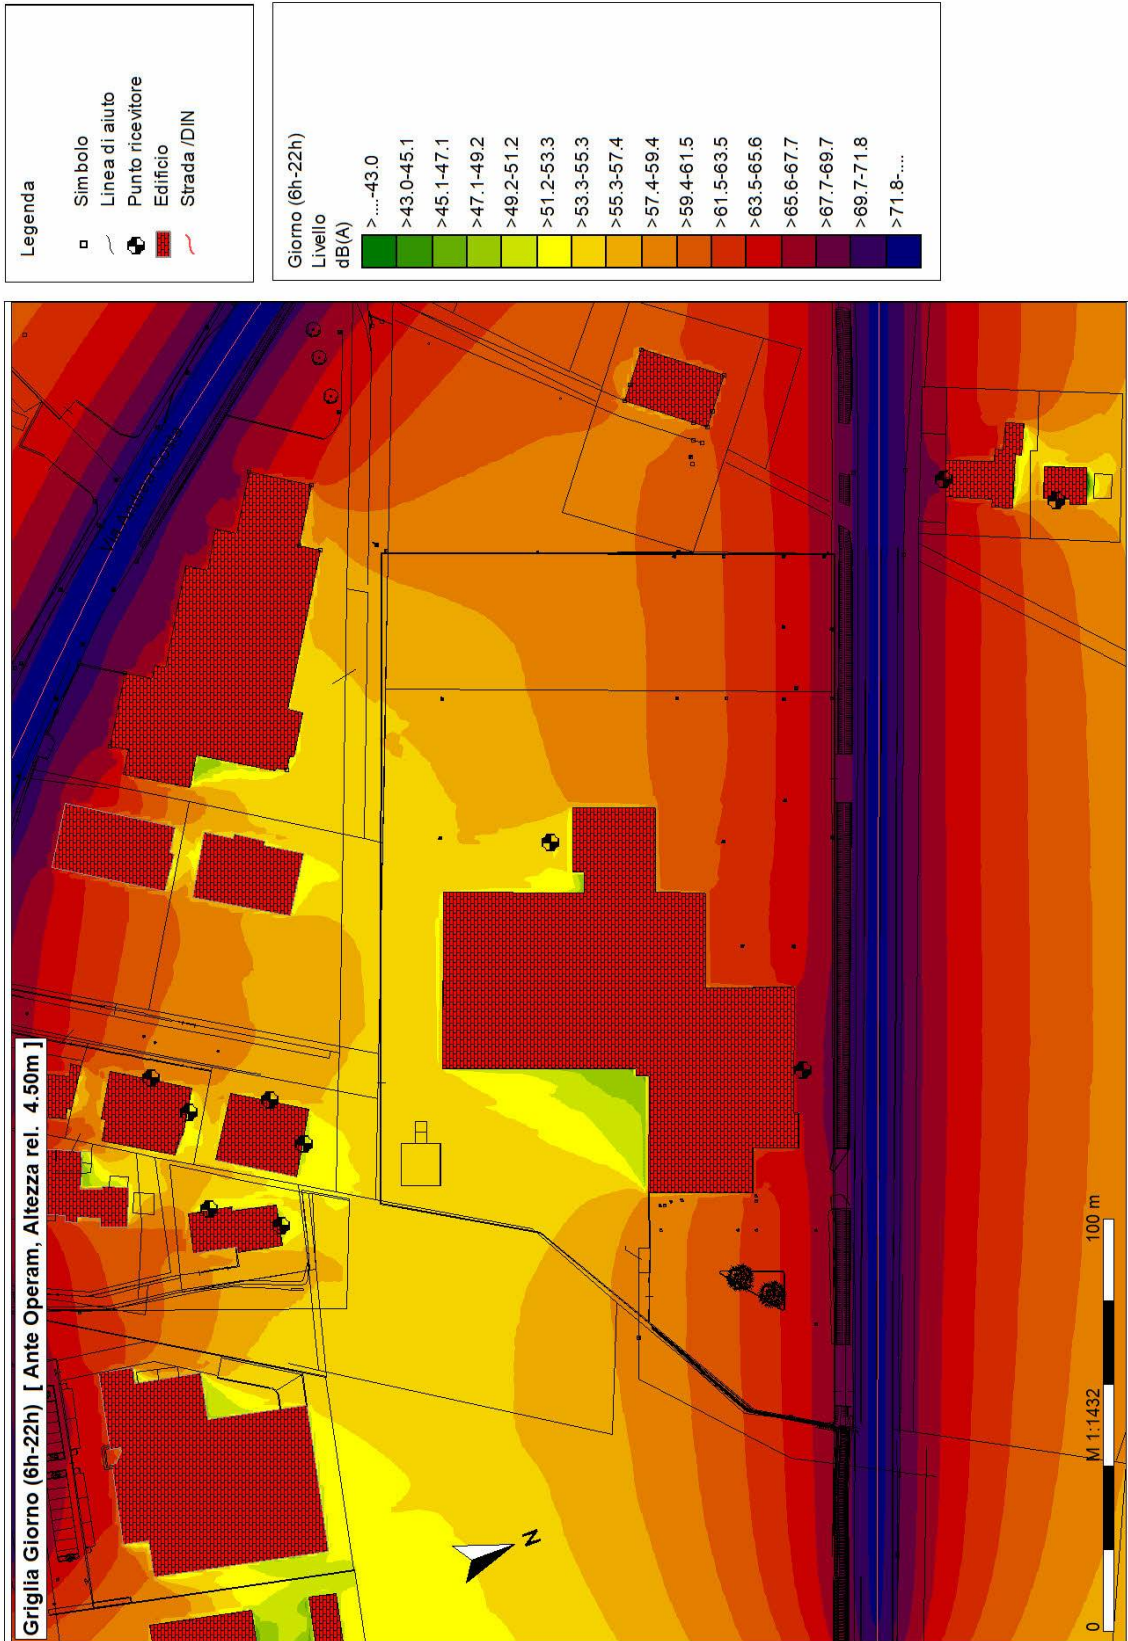 Griglia Giorno (6h-22h) [ Ante Operam, Altezza rel. 4.50m ]
Legenda
Simbolo
Linea di aiuto
Punto ricevitore
Edificio
Strada /DIN
Giorno (6h-22h)
Livello
dB(A)
>....-43.0
>43.0-45.1
>45.1-47.1
>47.1-49.2
>49.2-51.2
>51.2-53.3
>53.3-55.3
>55.3-57.4
>57.4-59.4
>59.4-61.5
>61.5-63.5
>63.5-65.6
>65.6-67.7
>67.7-69.7
>69.7-71.8
>71.8-....
Via
N
0
M 1:1432
100 m